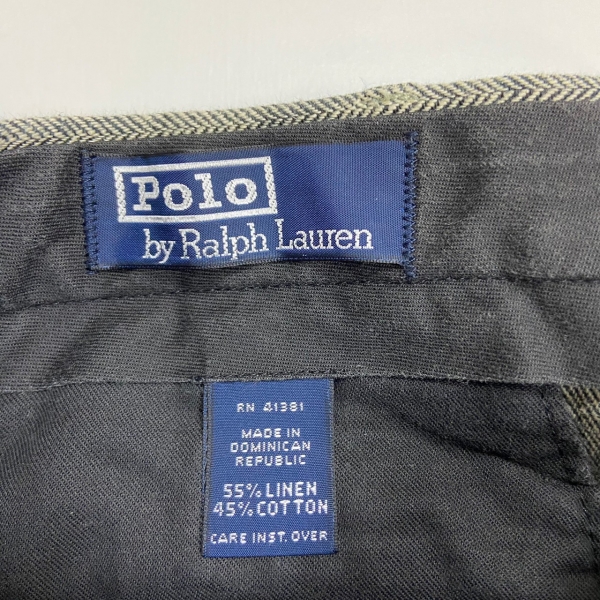 Polo
by Ralph Lauren
RN 41381
MADE IN
DOMINICAN
REPUBLIC
55% LINEN
45% COTTON
CARE INST. OVER